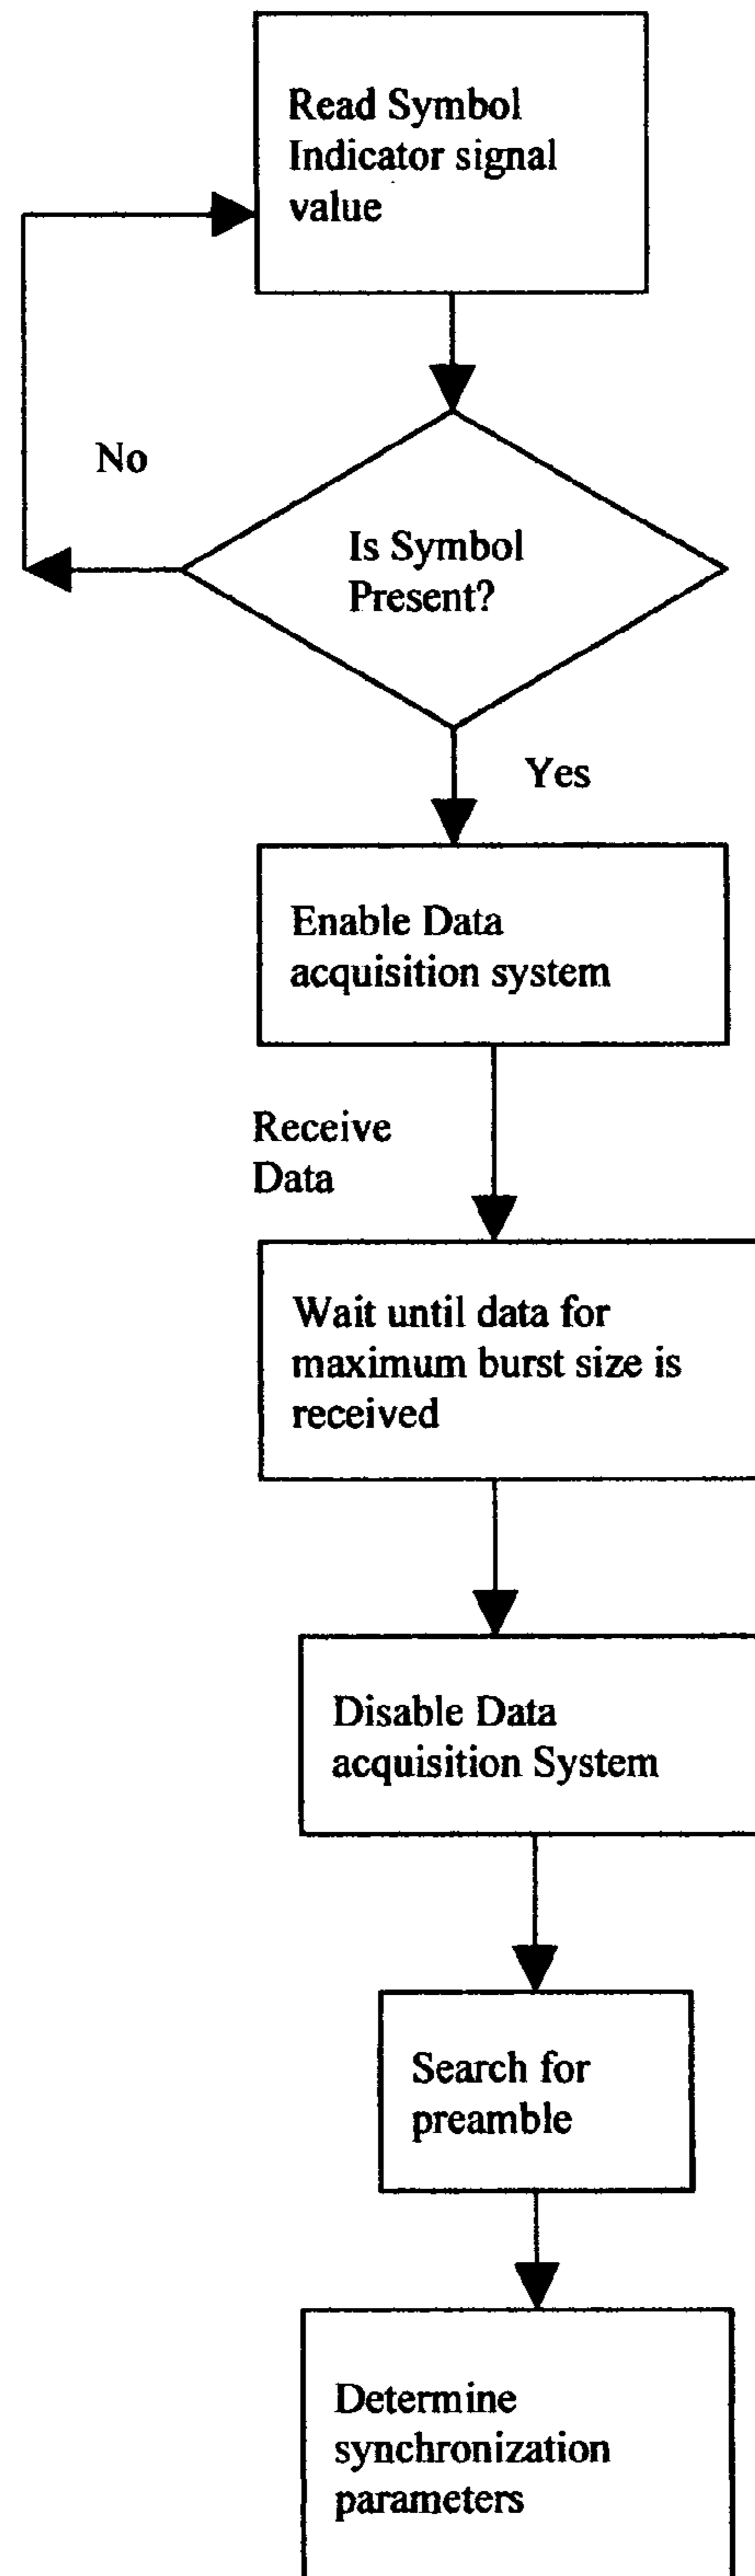 Read Symbol
Indicator signal
value
No
Is Symbol
Present?
Yes
Enable Data
acquisition system
Receive
Data
Wait until data for
maximum burst size is
received
Disable Data
acquisition System
Search for
preamble
Determine
synchronization
parameters